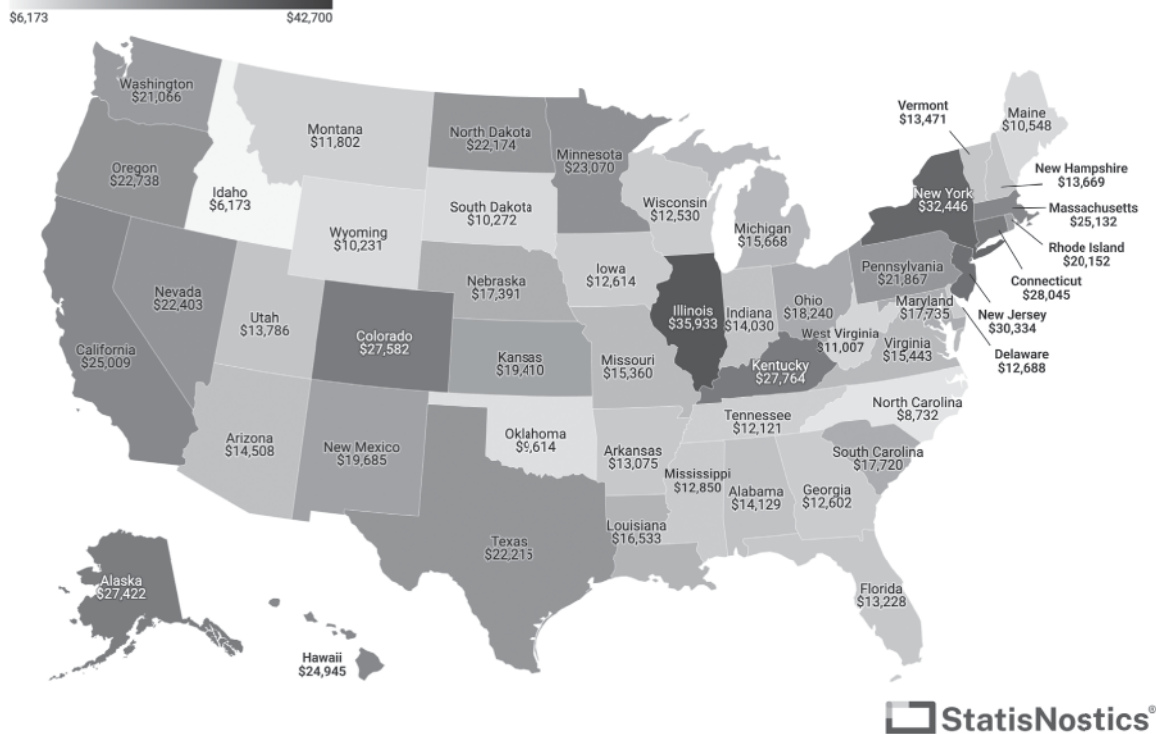 $6,173 $42,700
Washington
$21,066
Oregon
$22,738
California
$25,009
Nevada
$22,403
Idaho
$6,173
Montana
$11,802
Wyoming
$10,231
Utah
$13,786
Colorado
$27,582
Arizona
$14,508
New Mexico
$19,685
North Dakota
$22,174
South Dakota
$10,272
Nebraska
$17,391
Kansas
$19,410
Oklahoma
$9,614
Texas
$22,215
Minnesota
$23,070
Iowa
$12,614
Missouri
$15,360
Arkansas
$13,075
Louisiana
$16,533
Wisconsin
$12,530
Illinois
$35,933
Michigan
$15,668
Indiana
$14,030
Ohio
$18,240
Kentucky
$27,764
Tennessee
$12,121
Mississippi
$12,850
Alabama
$14,129
Georgia
$12,602
Florida
$13,228
South Carolina
$17,720
North Carolina
$8,732
Virginia
$15,443
West Virginia
$11,007
Maryland
$17,735
Pennsylvania
$21,867
New York
$32,446
Vermont
$13,471
Maine
$10,548
New Hampshire
$13,669
Massachusetts
$25,132
Rhode Island
$20,152
Connecticut
$28,045
New Jersey
$30,334
Delaware
$12,688
Alaska
$27,422
Hawaii
$24,945
StatisNostics®